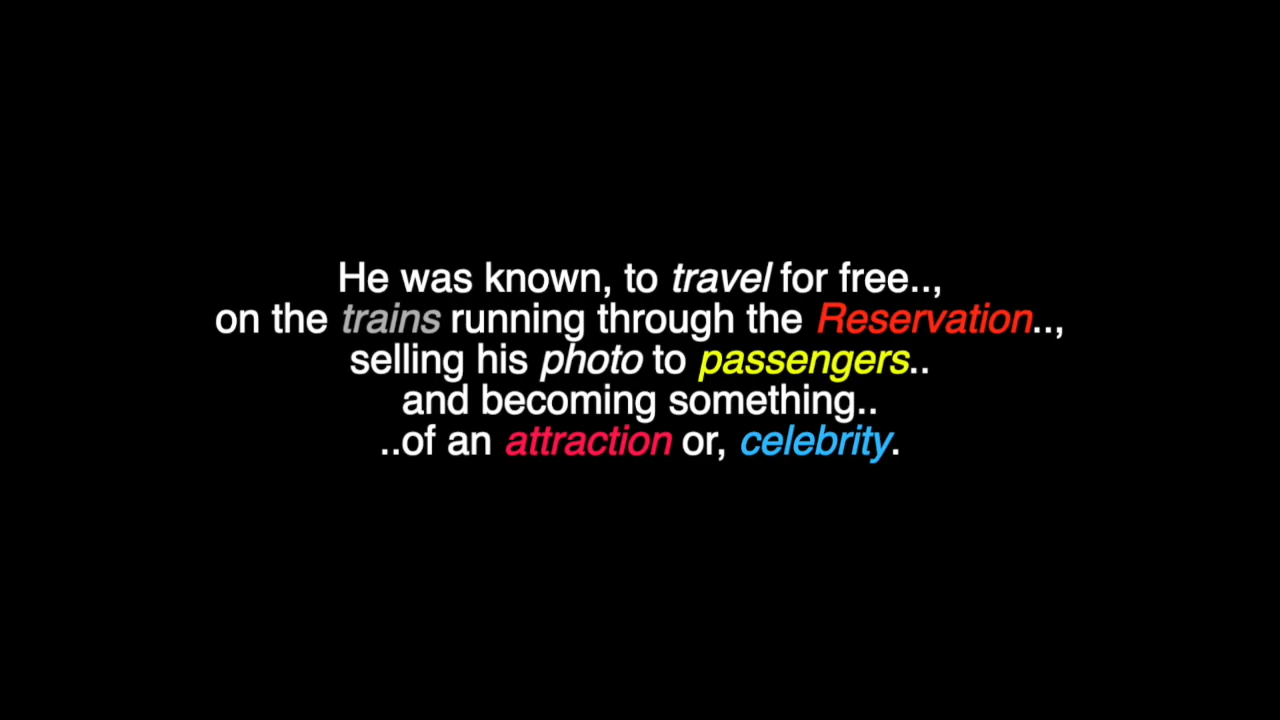 He was known, to travel for free..,
on the trains running through the Reservation..,
selling his photo to passengers..
and becoming something..
..of an attraction or, celebrity.